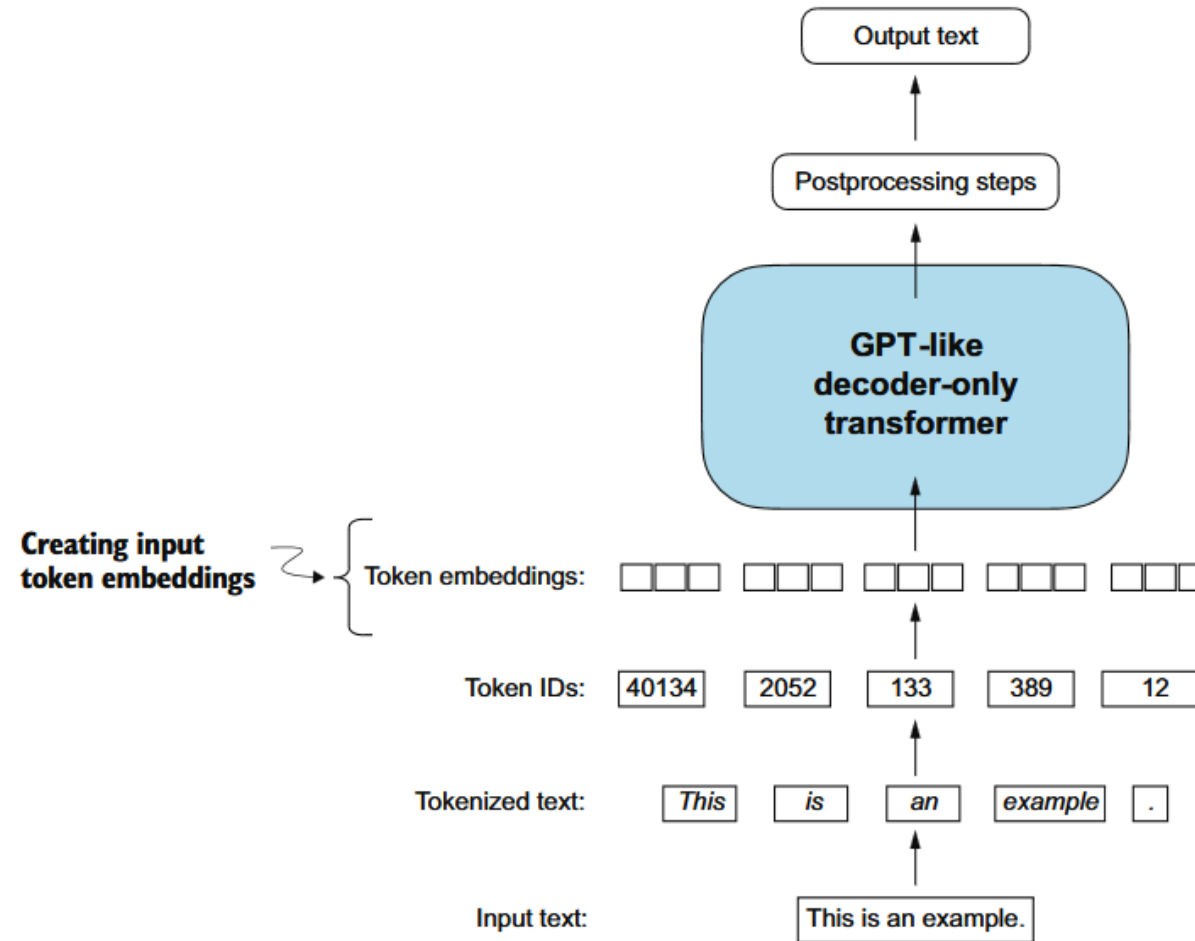 Output text
Postprocessing steps
GPT-like
decoder-only
transformer
Creating input
token embeddings
Token embeddings:
Token IDs: 40134 2052 133 389 12
Tokenized text: This is an example .
Input text: This is an example.